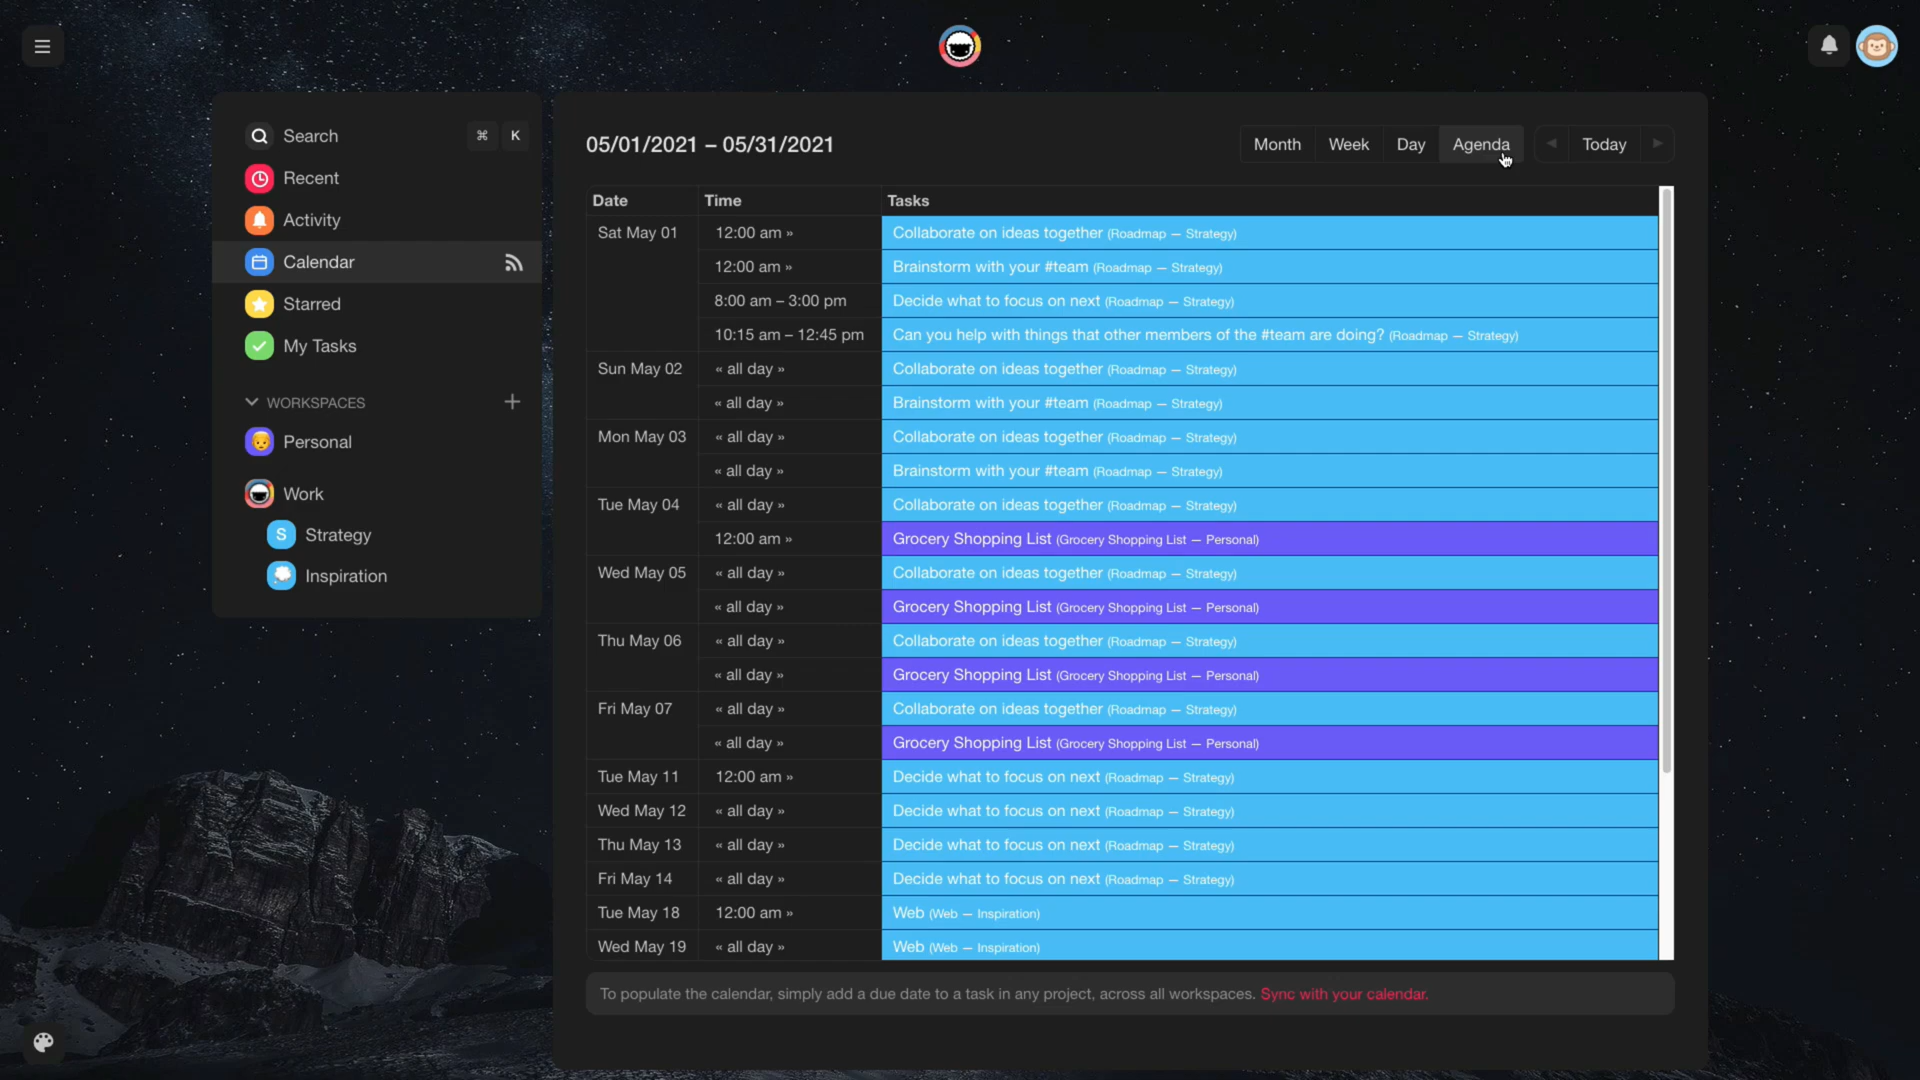 Search ⌘ K
Recent
Activity
Calendar
Starred
My Tasks
WORKSPACES
Personal
Work
S Strategy
Inspiration
05/01/2021 – 05/31/2021
Month Week Day Agenda Today
Date Time Tasks
Sat May 01 12:00 am » Collaborate on ideas together (Roadmap — Strategy)
12:00 am » Brainstorm with your #team (Roadmap — Strategy)
8:00 am – 3:00 pm Decide what to focus on next (Roadmap — Strategy)
10:15 am – 12:45 pm Can you help with things that other members of the #team are doing? (Roadmap — Strategy)
Sun May 02 « all day » Collaborate on ideas together (Roadmap — Strategy)
« all day » Brainstorm with your #team (Roadmap — Strategy)
Mon May 03 « all day » Collaborate on ideas together (Roadmap — Strategy)
« all day » Brainstorm with your #team (Roadmap — Strategy)
Tue May 04 « all day » Collaborate on ideas together (Roadmap — Strategy)
12:00 am » Grocery Shopping List (Grocery Shopping List — Personal)
Wed May 05 « all day » Collaborate on ideas together (Roadmap — Strategy)
« all day » Grocery Shopping List (Grocery Shopping List — Personal)
Thu May 06 « all day » Collaborate on ideas together (Roadmap — Strategy)
« all day » Grocery Shopping List (Grocery Shopping List — Personal)
Fri May 07 « all day » Collaborate on ideas together (Roadmap — Strategy)
« all day » Grocery Shopping List (Grocery Shopping List — Personal)
Tue May 11 12:00 am » Decide what to focus on next (Roadmap — Strategy)
Wed May 12 « all day » Decide what to focus on next (Roadmap — Strategy)
Thu May 13 « all day » Decide what to focus on next (Roadmap — Strategy)
Fri May 14 « all day » Decide what to focus on next (Roadmap — Strategy)
Tue May 18 12:00 am » Web (Web — Inspiration)
Wed May 19 « all day » Web (Web — Inspiration)
To populate the calendar, simply add a due date to a task in any project, across all workspaces. Sync with your calendar.